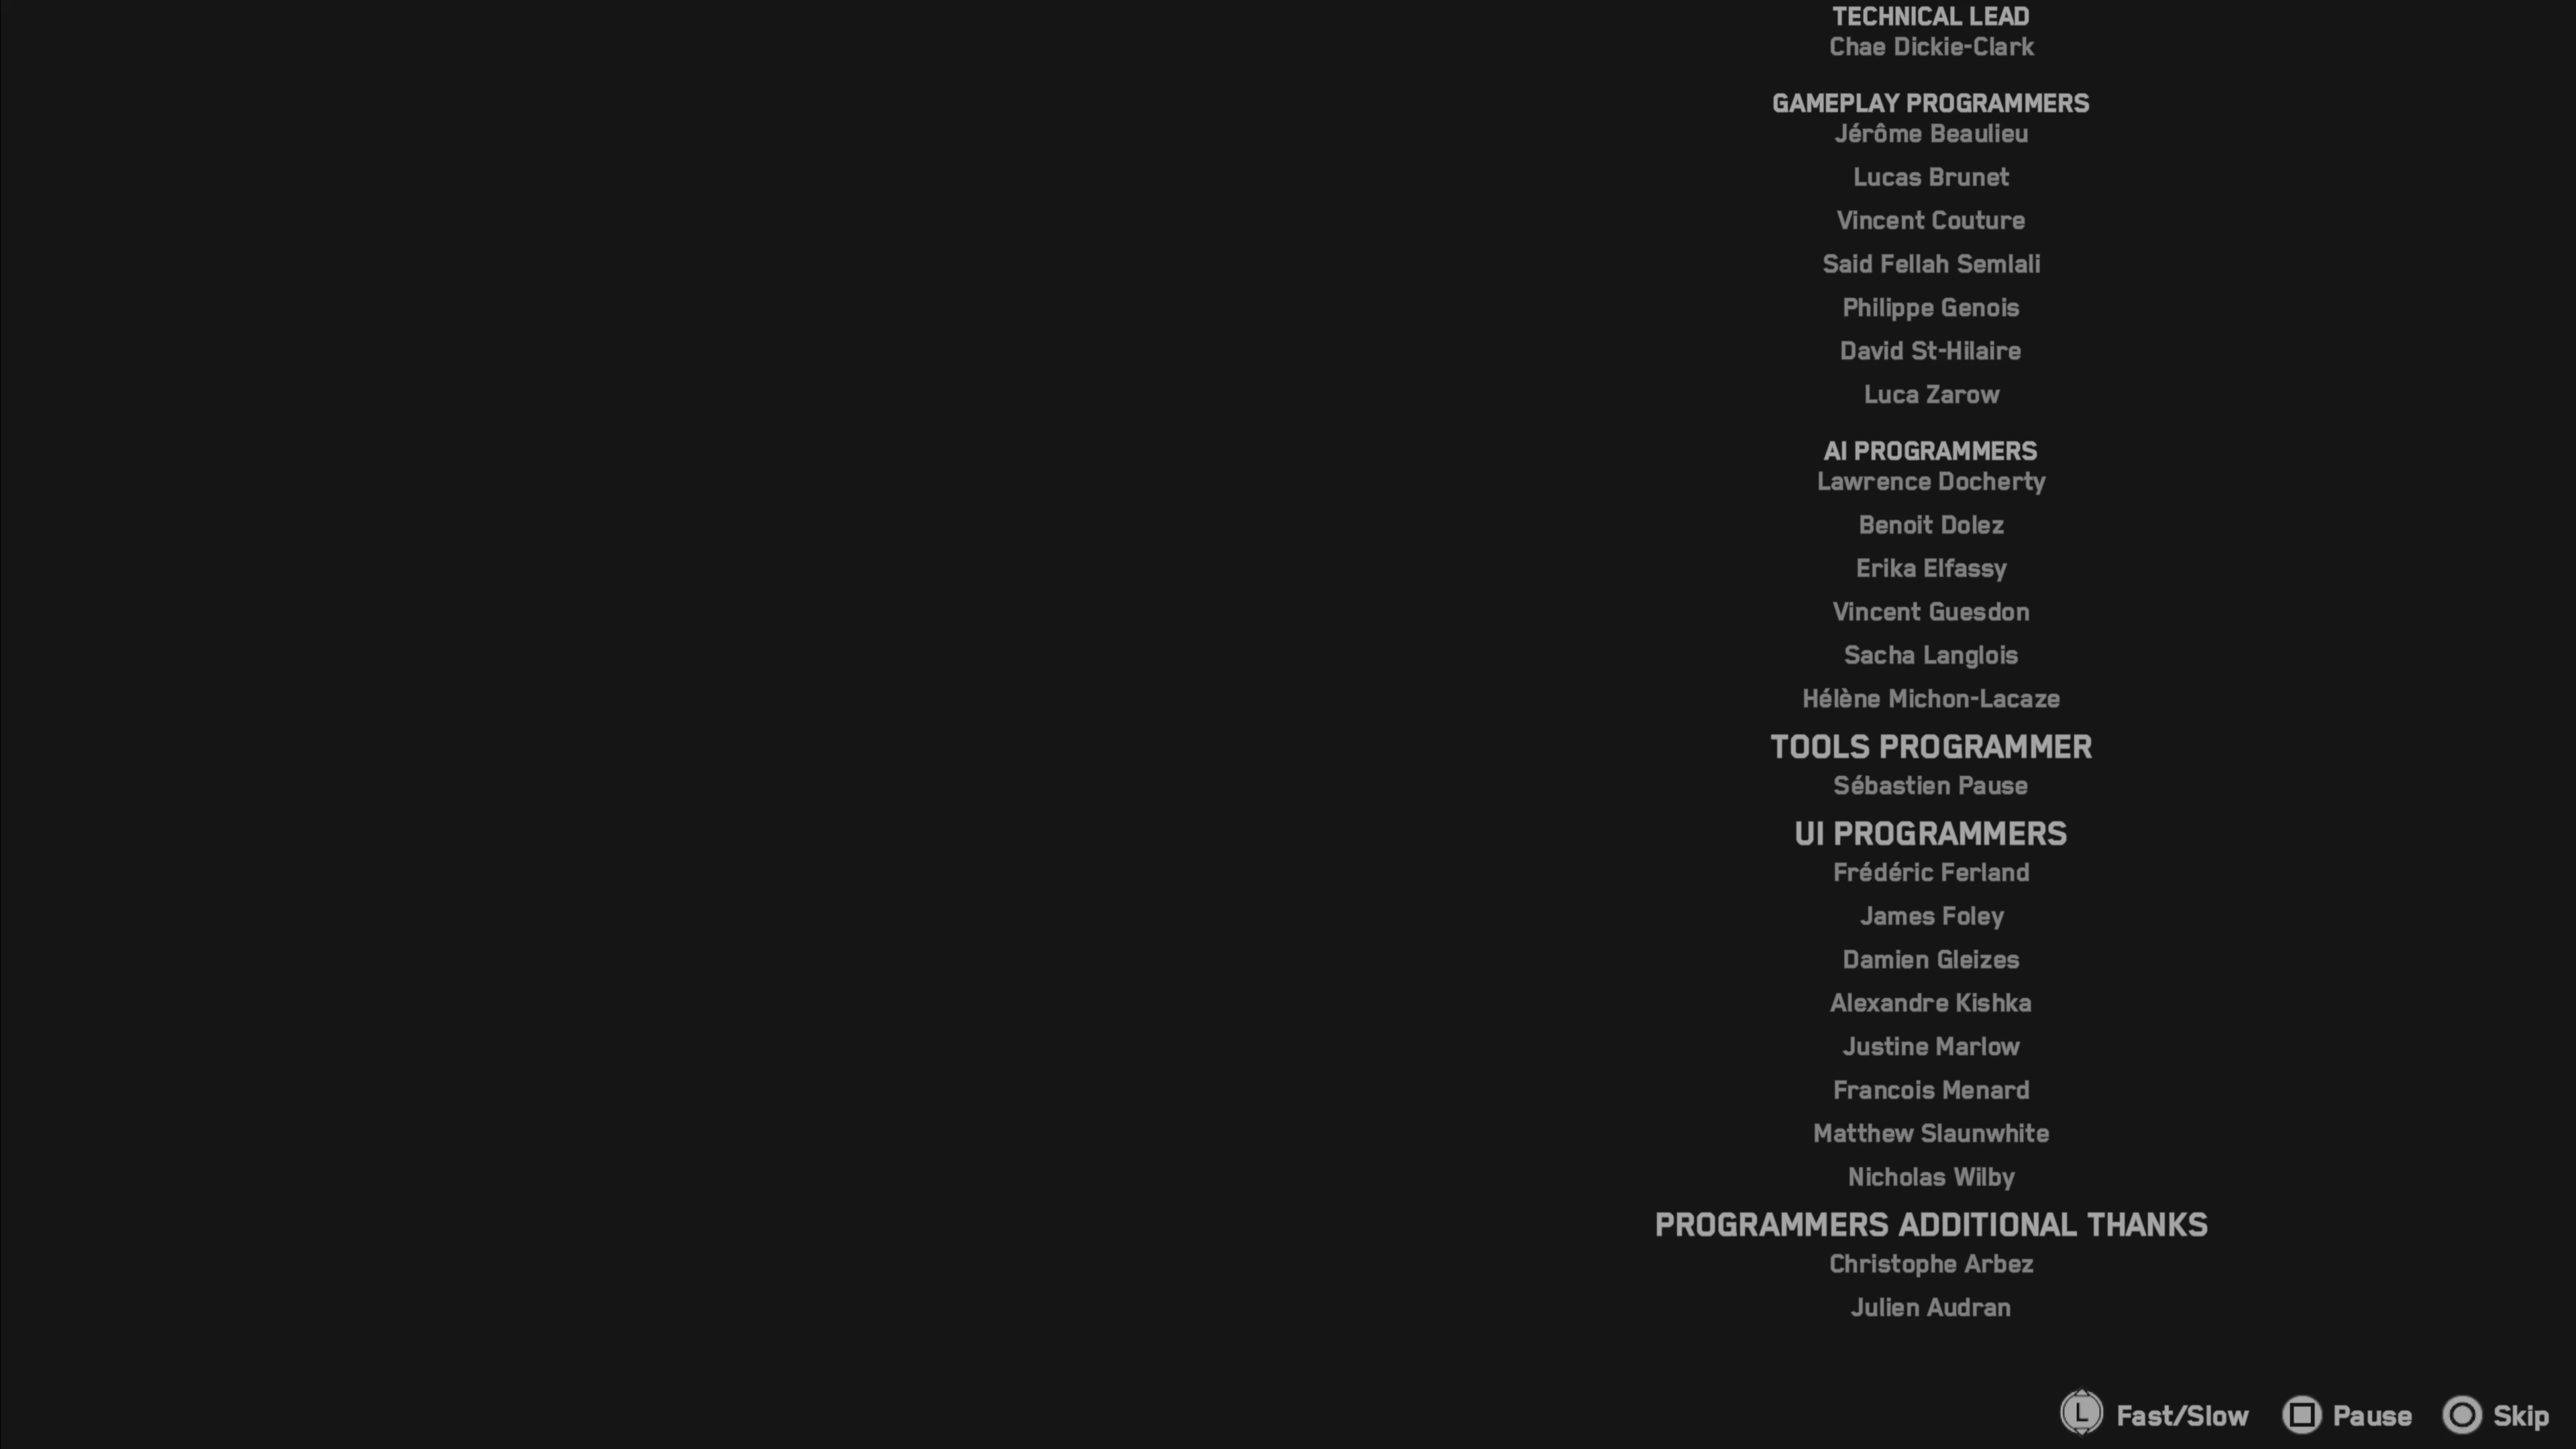 TECHNICAL LEAD
Chae Dickie-Clark
GAMEPLAY PROGRAMMERS
Jérôme Beaulieu
Lucas Brunet
Vincent Couture
Said Fellah Semlali
Philippe Genois
David St-Hilaire
Luca Zarow
AI PROGRAMMERS
Lawrence Docherty
Benoit Dolez
Erika Elfassy
Vincent Guesdon
Sacha Langlois
Hélène Michon-Lacaze
TOOLS PROGRAMMER
Sébastien Pause
UI PROGRAMMERS
Frédéric Ferland
James Foley
Damien Gleizes
Alexandre Kishka
Justine Marlow
Francois Menard
Matthew Slaunwhite
Nicholas Wilby
PROGRAMMERS ADDITIONAL THANKS
Christophe Arbez
Julien Audran
L Fast/Slow Pause Skip